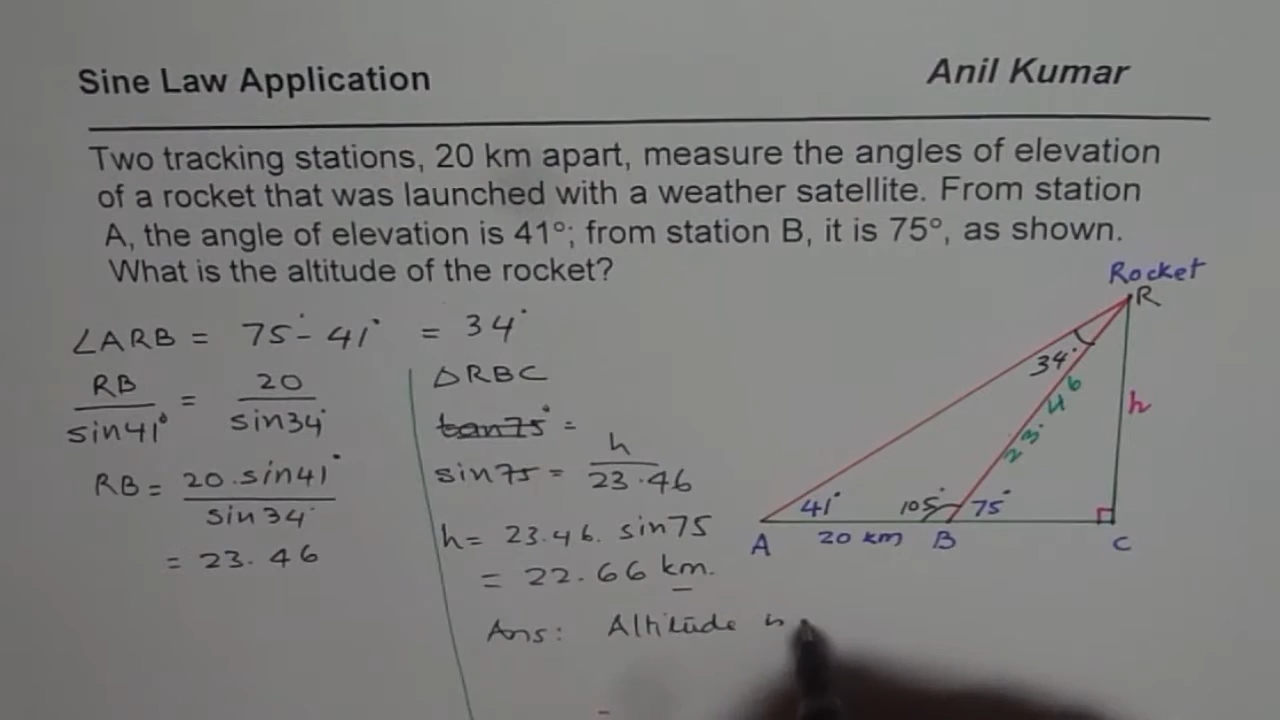 Sine Law Application
Anil Kumar
Two tracking stations, 20 km apart, measure the angles of elevation
of a rocket that was launched with a weather satellite. From station
A, the angle of elevation is 41°; from station B, it is 75°, as shown.
What is the altitude of the rocket?
∠ARB = 75° - 41° = 34°
RB / sin41° = 20 / sin34°
RB = 20.sin41° / sin34°
= 23.46
△RBC
tan75° =
sin75 = h / 23.46
h = 23.46. sin75
= 22.66 km.
Ans: Altitude is
Rocket
R
34°
23.46
h
41°
105°
75°
A
20 km
B
C